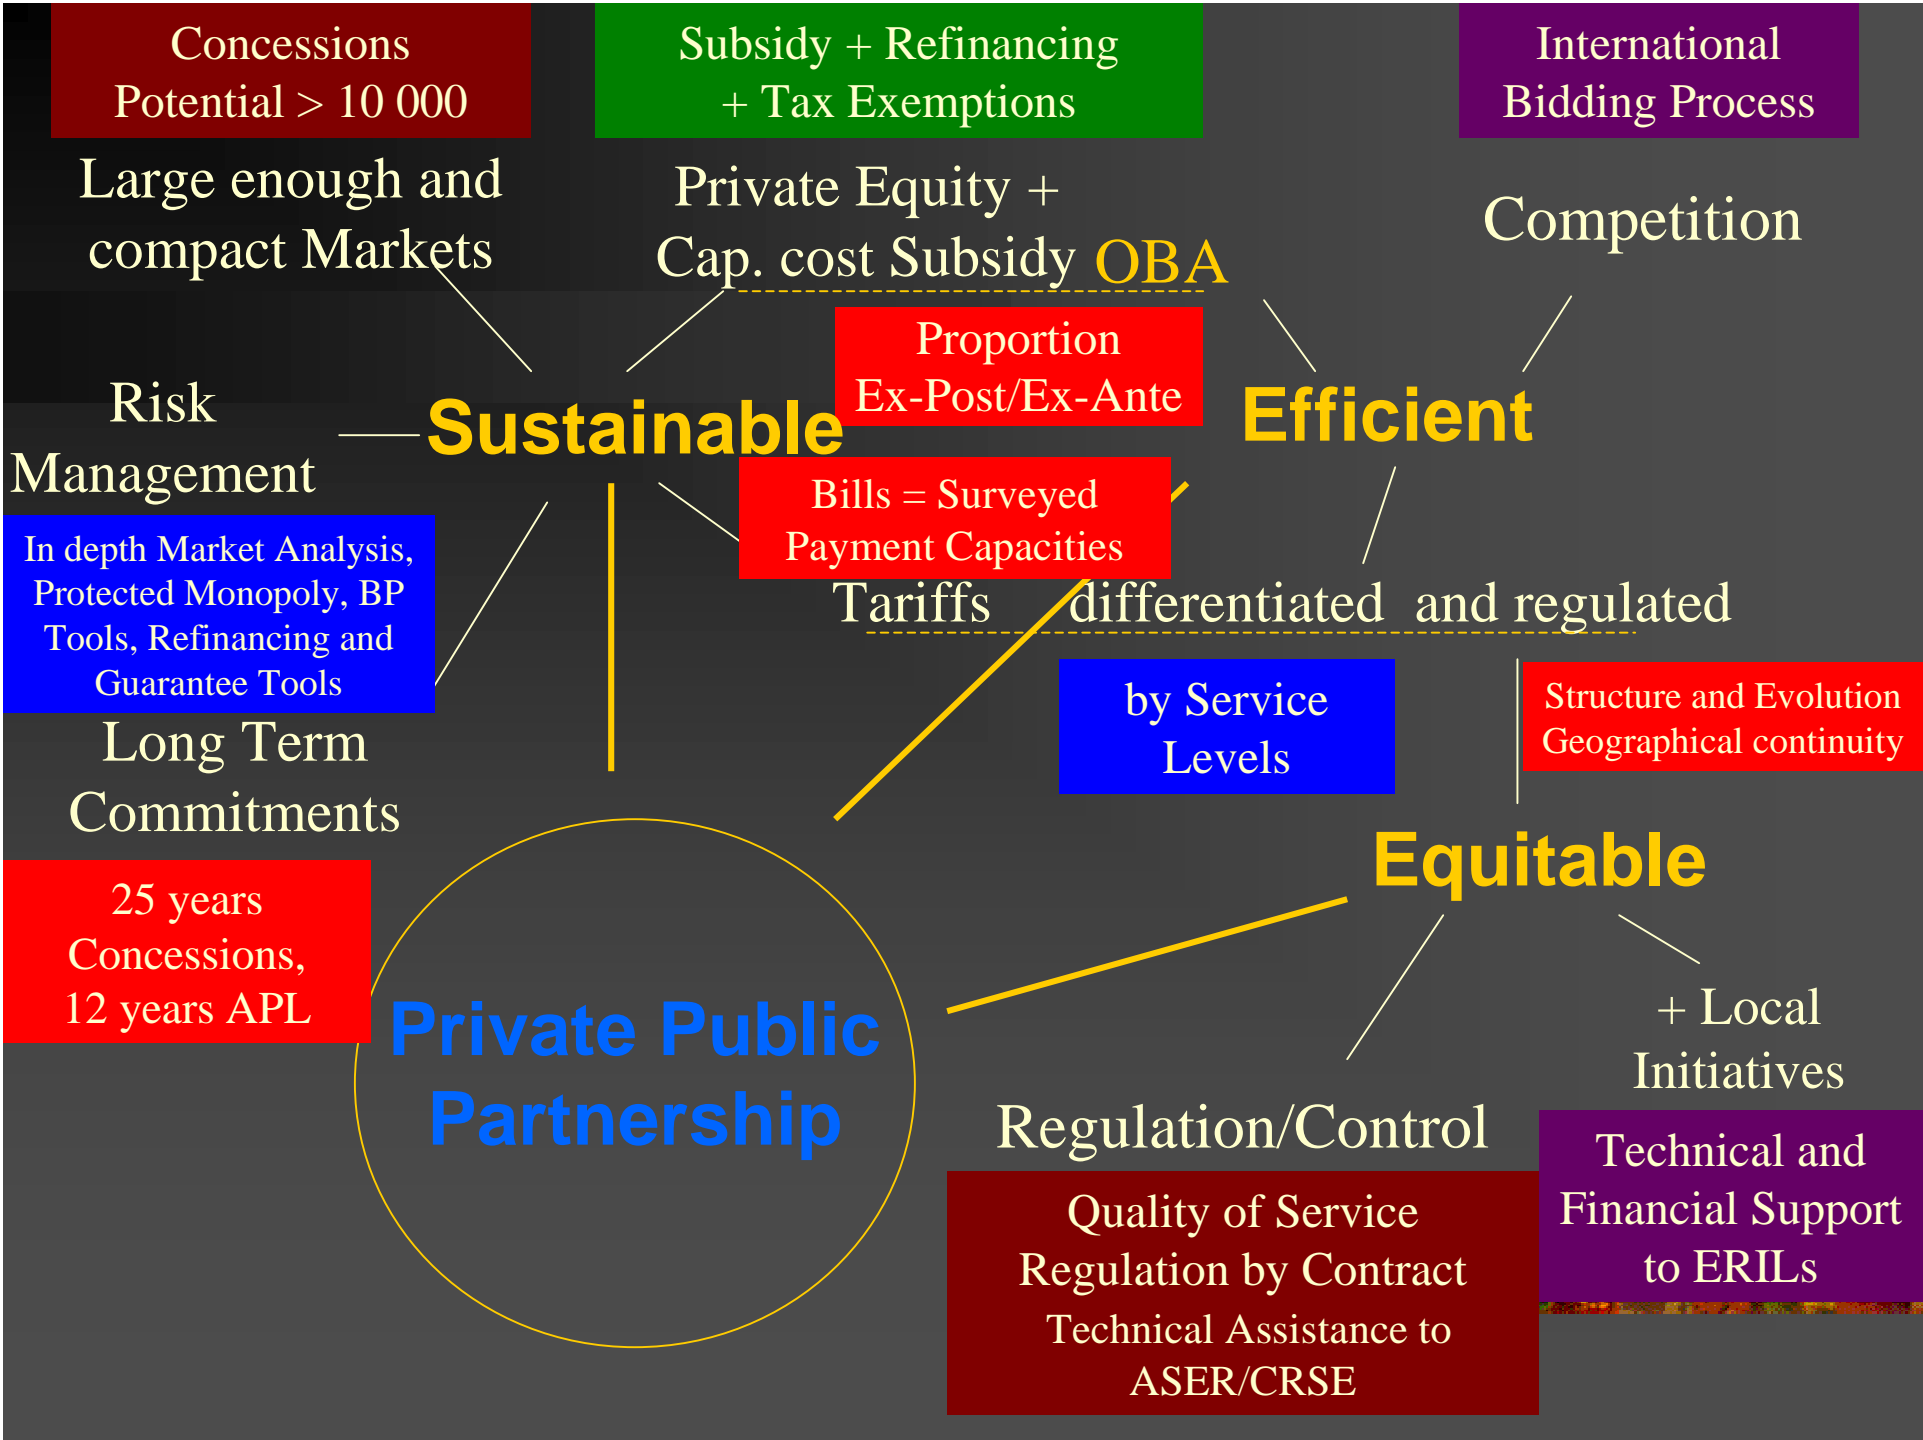 Concessions
Potential > 10 000
Large enough and
compact Markets
Subsidy + Refinancing
+ Tax Exemptions
Private Equity +
Cap. cost Subsidy OBA
International
Bidding Process
Competition
Proportion
Ex-Post/Ex-Ante
Risk
Management
Sustainable
Efficient
Bills = Surveyed
Payment Capacities
In depth Market Analysis,
Protected Monopoly, BP
Tools, Refinancing and
Guarantee Tools
Tariffs differentiated and regulated
by Service
Levels
Structure and Evolution
Geographical continuity
Long Term
Commitments
25 years
Concessions,
12 years APL
Equitable
Private Public
Partnership
+ Local
Initiatives
Regulation/Control
Technical and
Financial Support
to ERILs
Quality of Service
Regulation by Contract
Technical Assistance to
ASER/CRSE